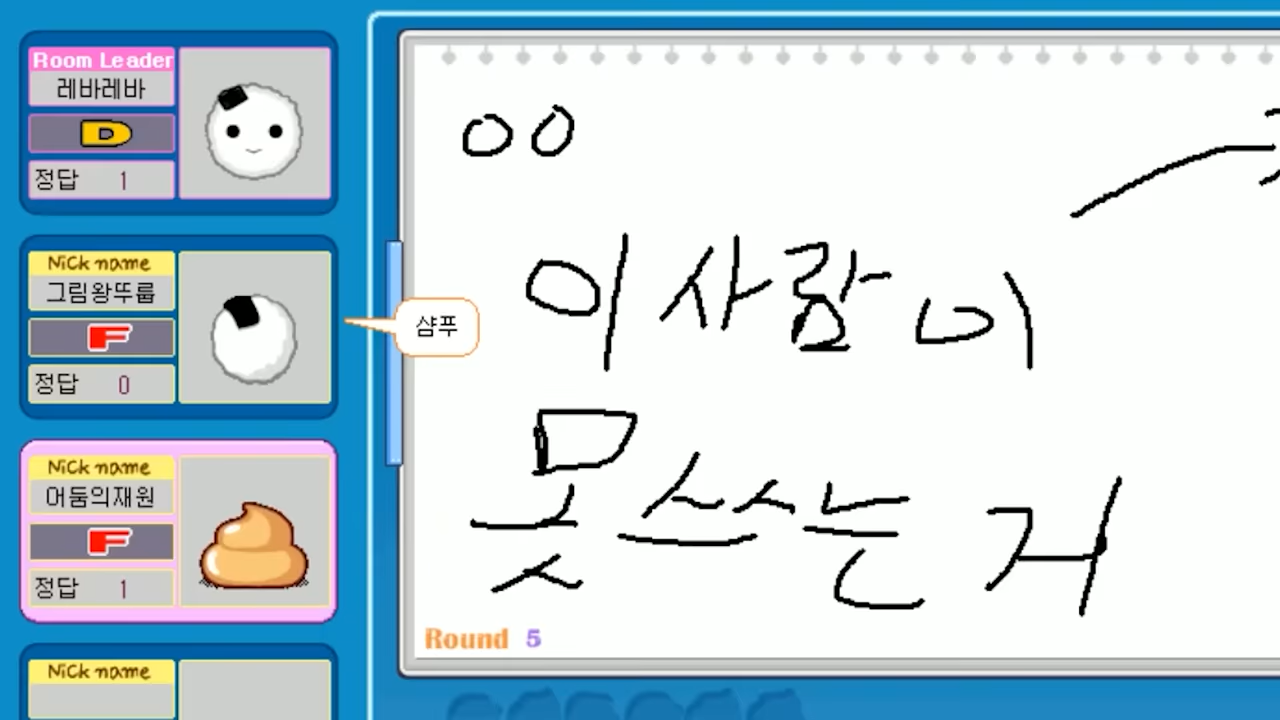 Room Leader
레바레바
D
정답 1
NiCk name
그림왕뚜룹
F
정답 0
샴푸
NiCk name
어둠의재원
F
정답 1
NiCk name
00
이 사람이
못쓰는 거
Round 5